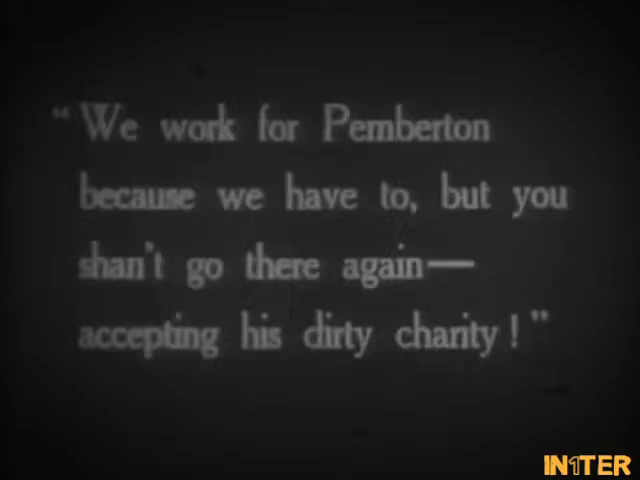 “We work for Pemberton
because we have to, but you
shan't go there again—
accepting his dirty charity!”
IN1TER